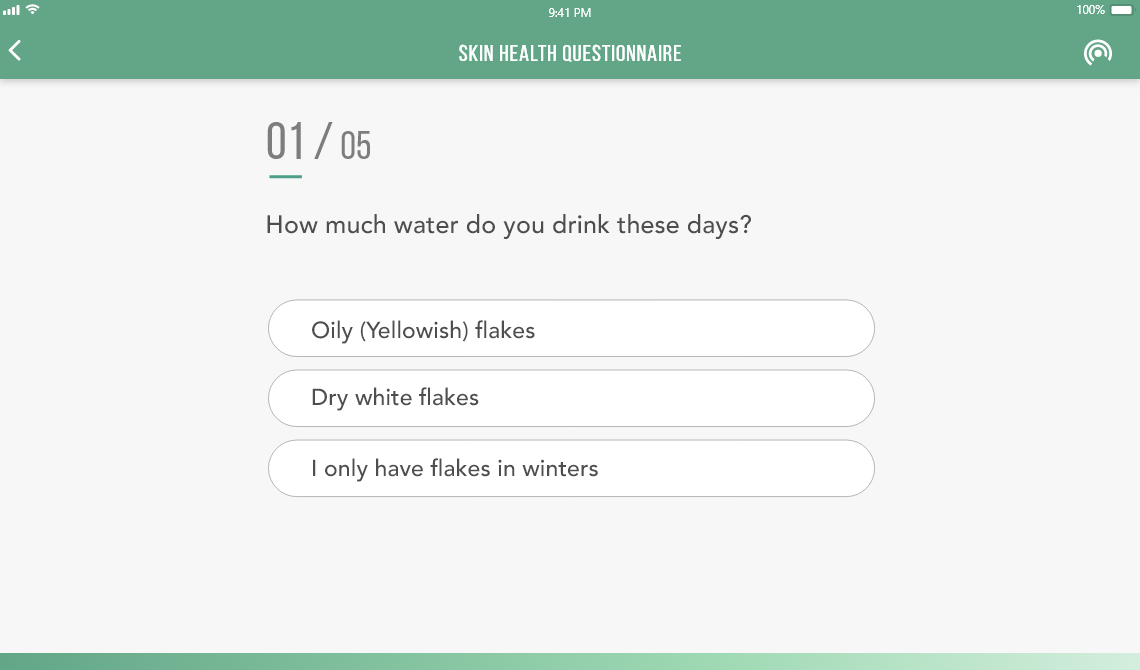 9:41 PM
100%
SKIN HEALTH QUESTIONNAIRE
01 / 05
How much water do you drink these days?
Oily (Yellowish) flakes
Dry white flakes
I only have flakes in winters